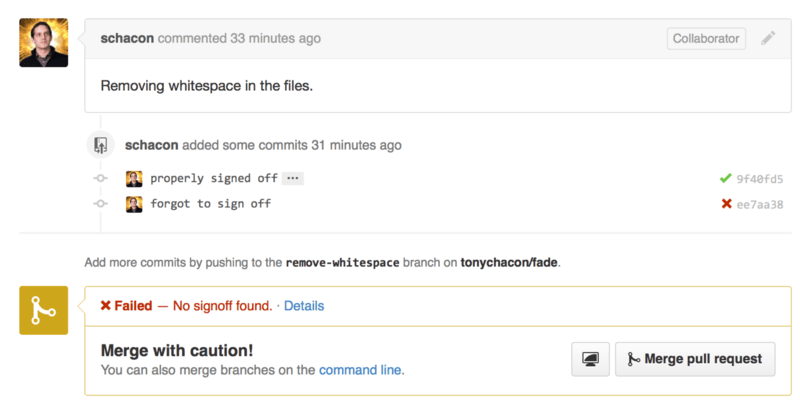 schacon commented 33 minutes ago
Collaborator
Removing whitespace in the files.
schacon added some commits 31 minutes ago
properly signed off ...
9f40fd5
forgot to sign off
ee7aa38
Add more commits by pushing to the remove-whitespace branch on tonychacon/fade.
Failed — No signoff found. · Details
Merge with caution!
You can also merge branches on the command line.
Merge pull request